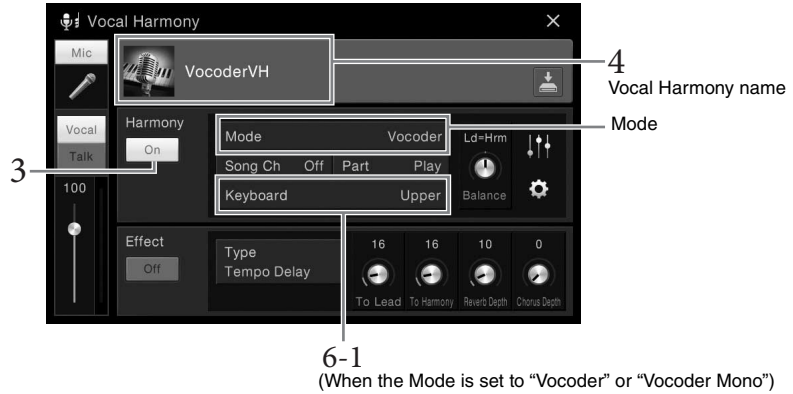 Vocal Harmony
Mic
VocoderVH
4
Vocal Harmony name
Vocal
Talk
Harmony
On
Mode Vocoder
Ld=Hrm
Mode
3
Song Ch Off Part Play
100
Keyboard Upper
Balance
Effect
Off
Type
Tempo Delay
16 16 10 0
To Lead To Harmony Reverb Depth Chorus Depth
6-1
(When the Mode is set to “Vocoder” or “Vocoder Mono”)